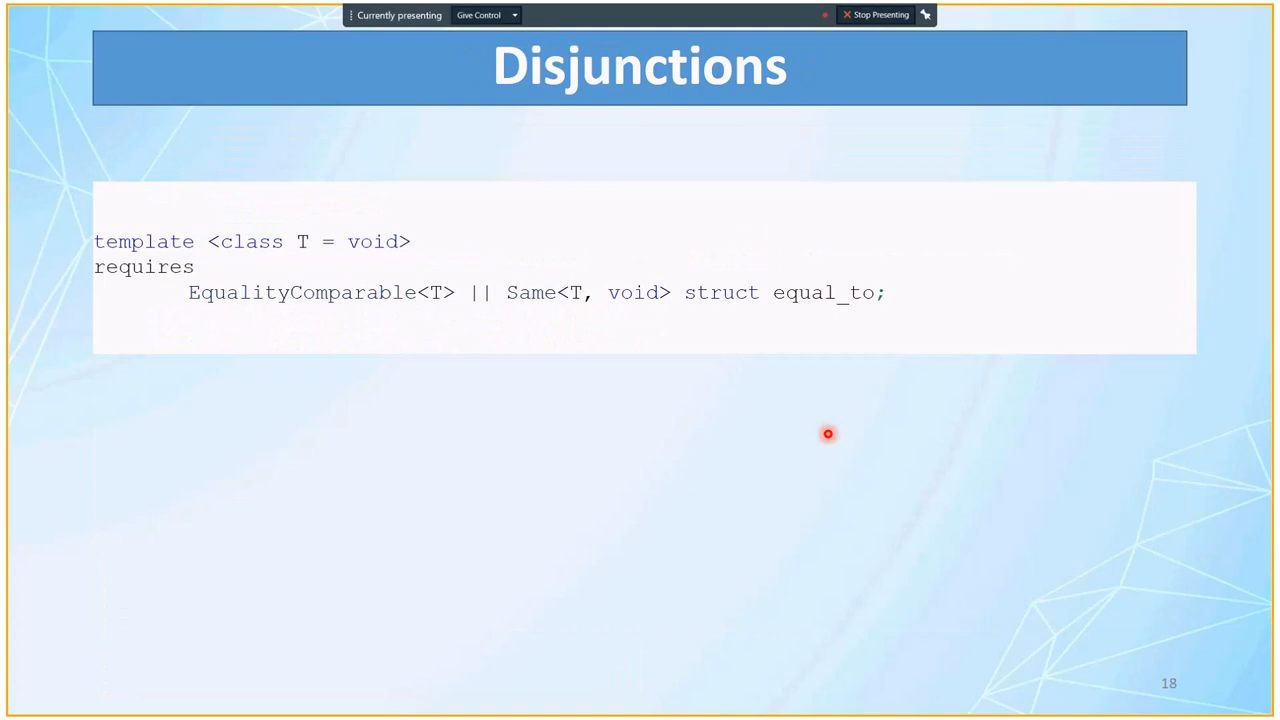 Currently presenting
Give Control
Stop Presenting
Disjunctions
template <class T = void>
requires
EqualityComparable<T> || Same<T, void> struct equal_to;
18